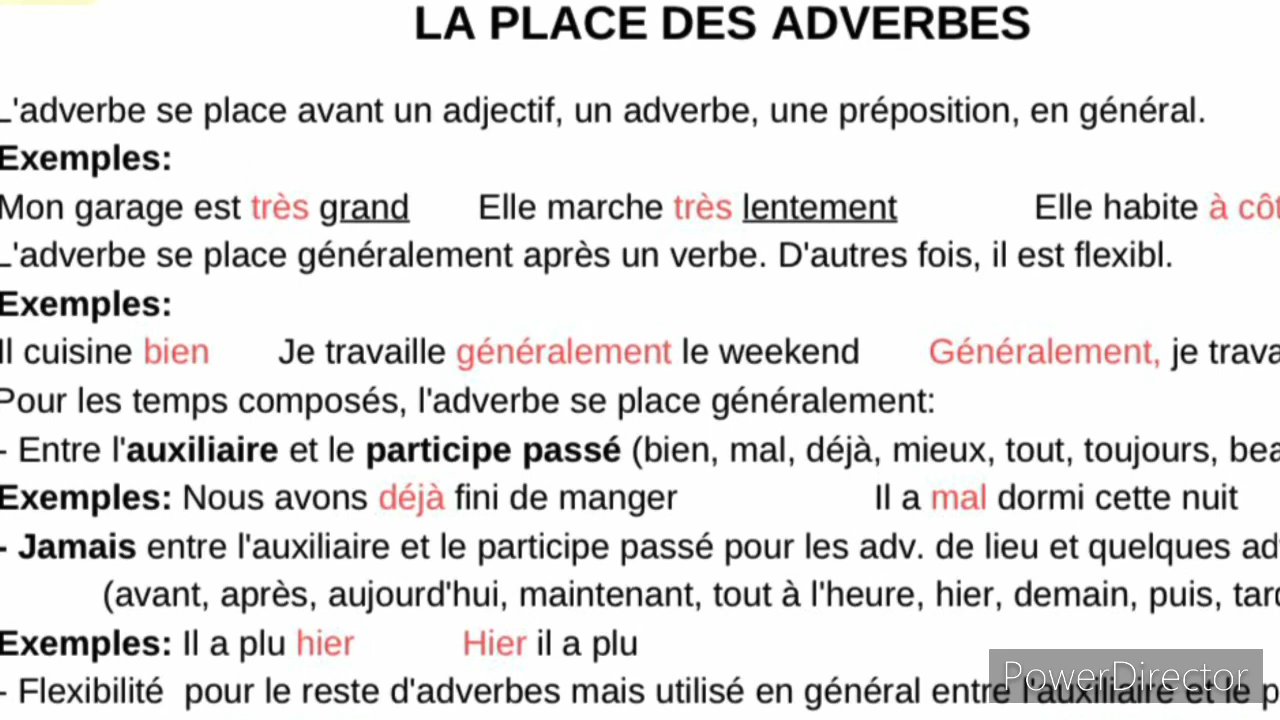 LA PLACE DES ADVERBES
L'adverbe se place avant un adjectif, un adverbe, une préposition, en général.
Exemples:
Mon garage est très grand Elle marche très lentement Elle habite à
L'adverbe se place généralement après un verbe. D'autres fois, il est flexibl.
Exemples:
Il cuisine bien Je travaille généralement le weekend Généralement, je
Pour les temps composés, l'adverbe se place généralement:
- Entre l'auxiliaire et le participe passé (bien, mal, déjà, mieux, tout, toujours,
Exemples: Nous avons déjà fini de manger Il a mal dormi cette nuit
- Jamais entre l'auxiliaire et le participe passé pour les adv. de lieu et quelques
(avant, après, aujourd'hui, maintenant, tout à l'heure, hier, demain, puis,
Exemples: Il a plu hier Hier il a plu
- Flexibilité pour le reste d'adverbes mais utilisé en général entre l'auxiliaire et le
PowerDirector